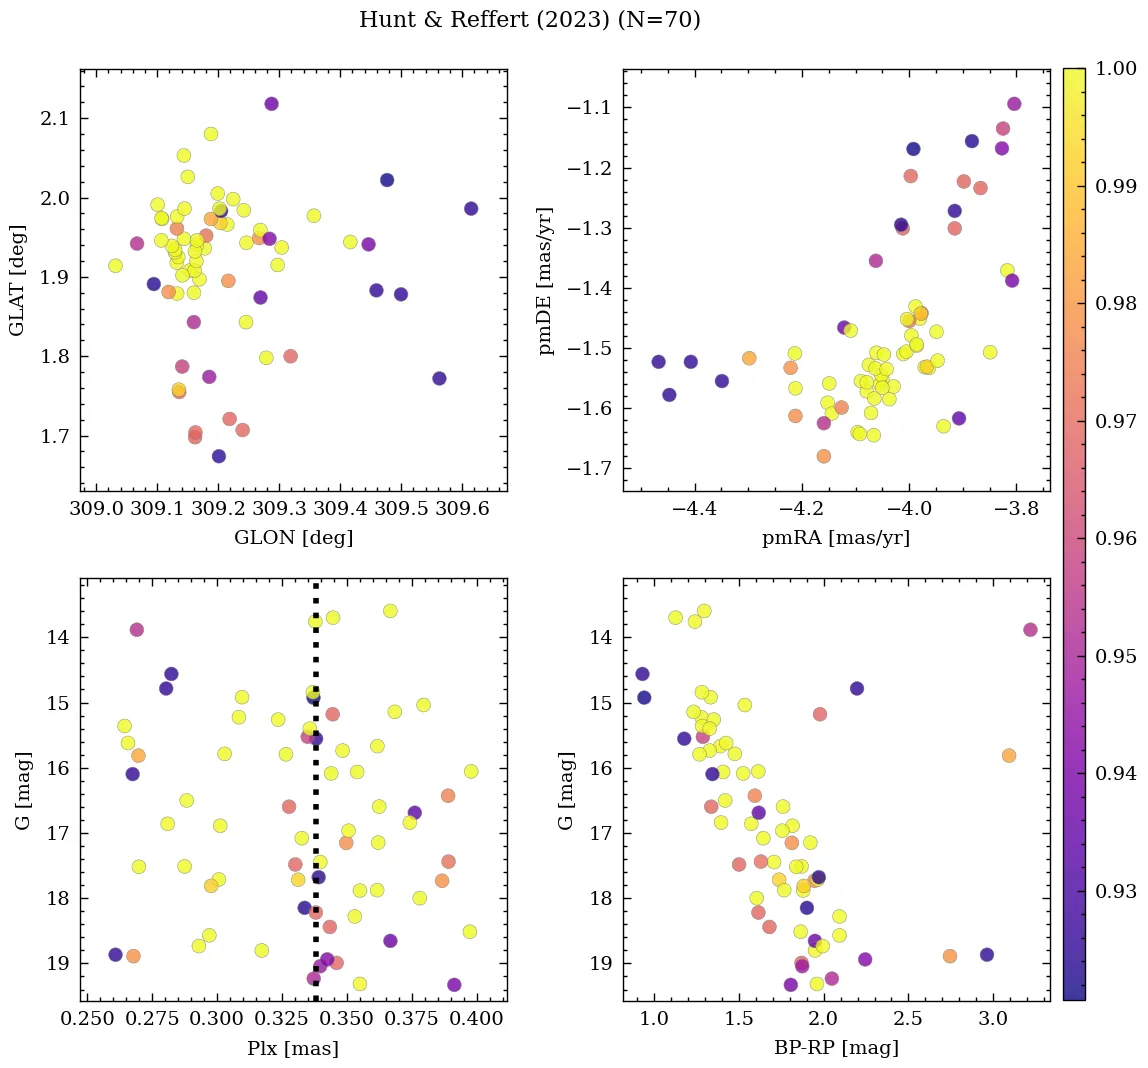 Hunt & Reffert (2023) (N=70)
2.1
2.0
1.9
1.8
1.7
GLAT [deg]
309.0 309.1 309.2 309.3 309.4 309.5 309.6
GLON [deg]
−1.1
−1.2
−1.3
−1.4
−1.5
−1.6
−1.7
pmDE [mas/yr]
−4.4 −4.2 −4.0 −3.8
pmRA [mas/yr]
14
15
16
17
18
19
G [mag]
0.250 0.275 0.300 0.325 0.350 0.375 0.400
Plx [mas]
14
15
16
17
18
19
G [mag]
1.0 1.5 2.0 2.5 3.0
BP-RP [mag]
1.00
0.99
0.98
0.97
0.96
0.95
0.94
0.93